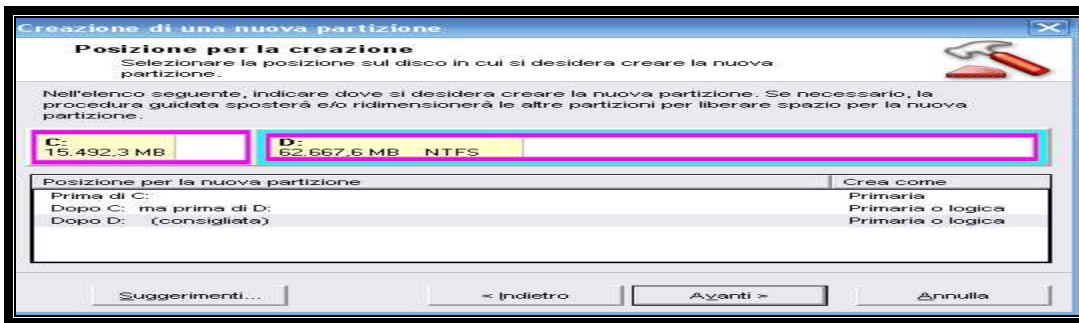 Creazione di una nuova partizione
Posizione per la creazione
Selezionare la posizione sul disco in cui si desidera creare la nuova
partizione.
Nell'elenco seguente, indicare dove si desidera creare la nuova partizione. Se necessario, la
procedura guidata sposterà e/o ridimensionerà le altre partizioni per liberare spazio per la nuova
partizione.
C: D:
15.492,3 MB 62.667,6 MB NTFS
Posizione per la nuova partizione Crea come
Prima di C: Primaria
Dopo C: ma prima di D: Primaria o logica
Dopo D: (consigliata) Primaria o logica
Suggerimenti... < Indietro Avanti > Annulla